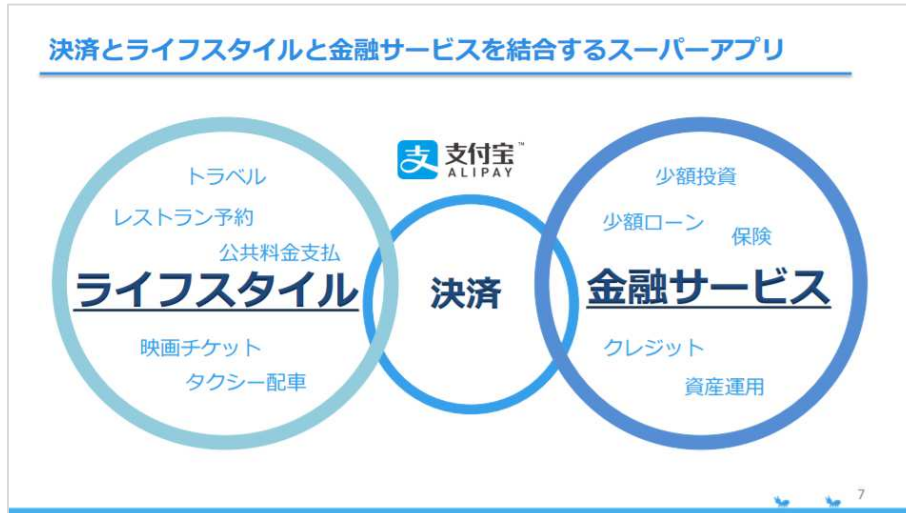 決済とライフスタイルと金融サービスを結合するスーパーアプリ
支 支付宝™
ALIPAY
トラベル
レストラン予約
公共料金支払
ライフスタイル
映画チケット
タクシー配車
決済
少額投資
少額ローン
保険
金融サービス
クレジット
資産運用
7